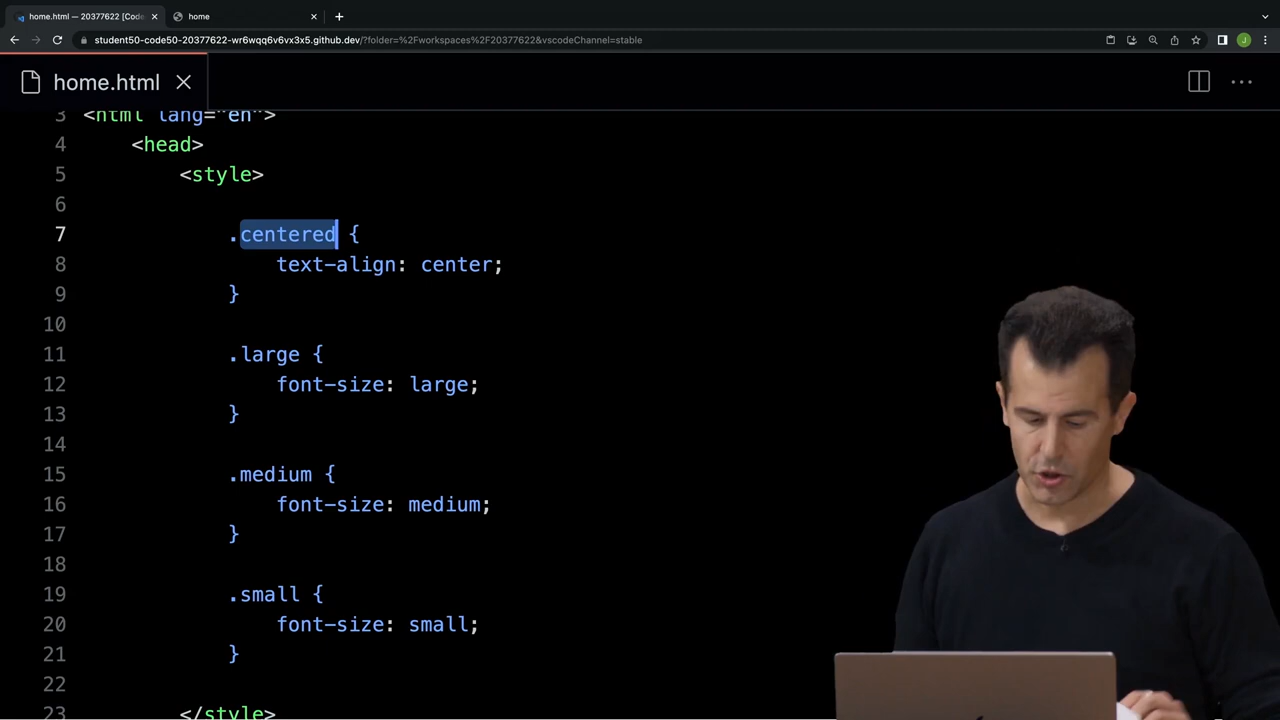 home.html — 20377622 [Code
home
student50-code50-20377622-wr6wqq6v6vx3x5.github.dev/?folder=%2Fworkspaces%2F20377622&vscodeChannel=stable
J
home.html
3 <html lang="en">
4 <head>
5 <style>
6
7 .centered {
8 text-align: center;
9 }
10
11 .large {
12 font-size: large;
13 }
14
15 .medium {
16 font-size: medium;
17 }
18
19 .small {
20 font-size: small;
21 }
22
23 </style>